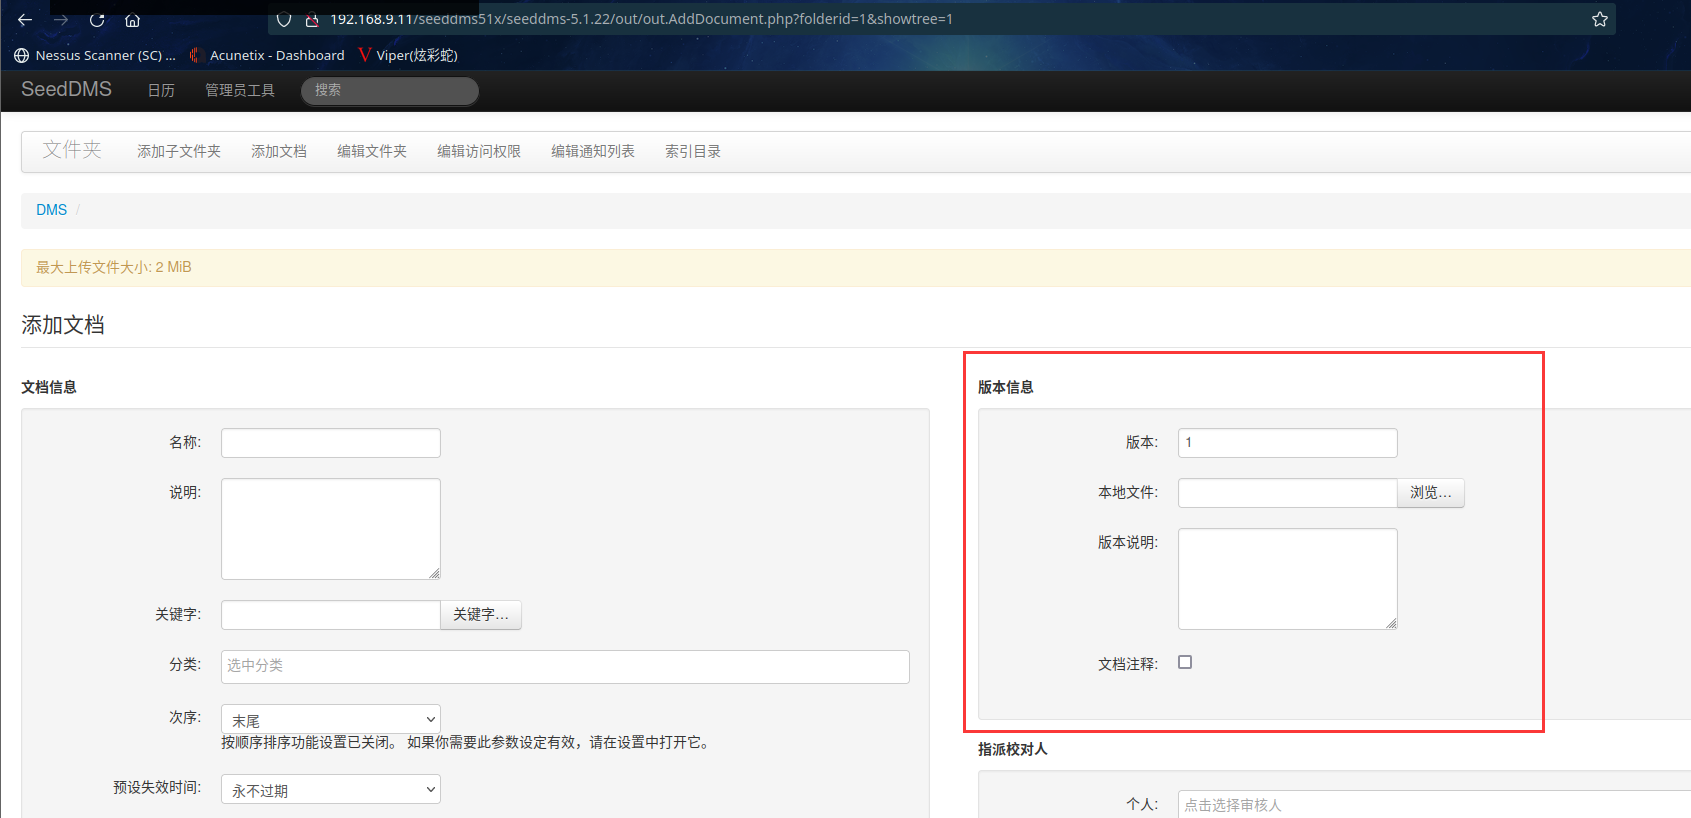 192.168.9.11/seeddms51x/seeddms-5.1.22/out/out.AddDocument.php?folderid=1&showtree=1
Nessus Scanner (SC) ... Acunetix - Dashboard Viper(炫彩蛇)
SeedDMS 日历 管理员工具 搜索
文件夹 添加子文件夹 添加文档 编辑文件夹 编辑访问权限 编辑通知列表 索引目录
DMS /
最大上传文件大小: 2 MiB
添加文档
文档信息
名称:
说明:
关键字: 关键字...
分类: 选中分类
次序: 末尾
按顺序排序功能设置已关闭。 如果你需要此参数设定有效，请在设置中打开它。
预设失效时间: 永不过期
版本信息
版本: 1
本地文件: 浏览...
版本说明:
文档注释:
指派校对人
个人: 点击选择审核人